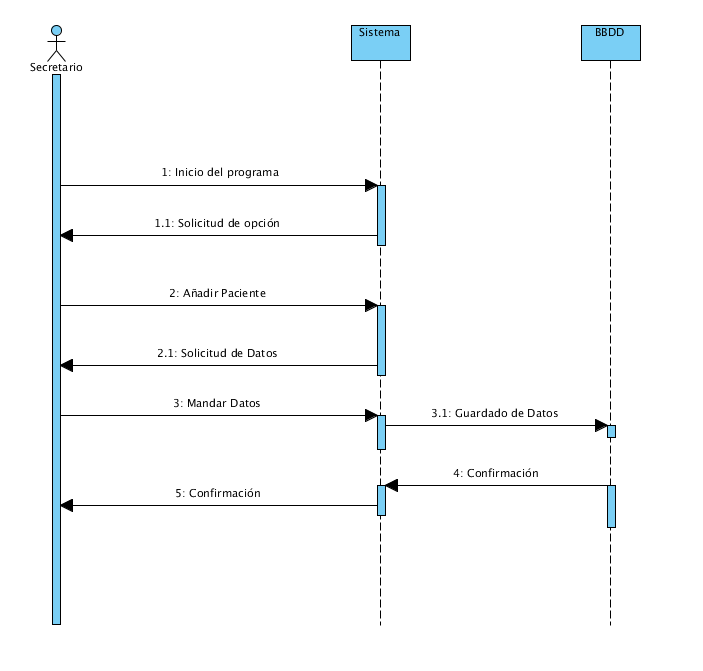 Sistema
BBDD
Secretario
1: Inicio del programa
1.1: Solicitud de opción
2: Añadir Paciente
2.1: Solicitud de Datos
3: Mandar Datos
3.1: Guardado de Datos
4: Confirmación
5: Confirmación